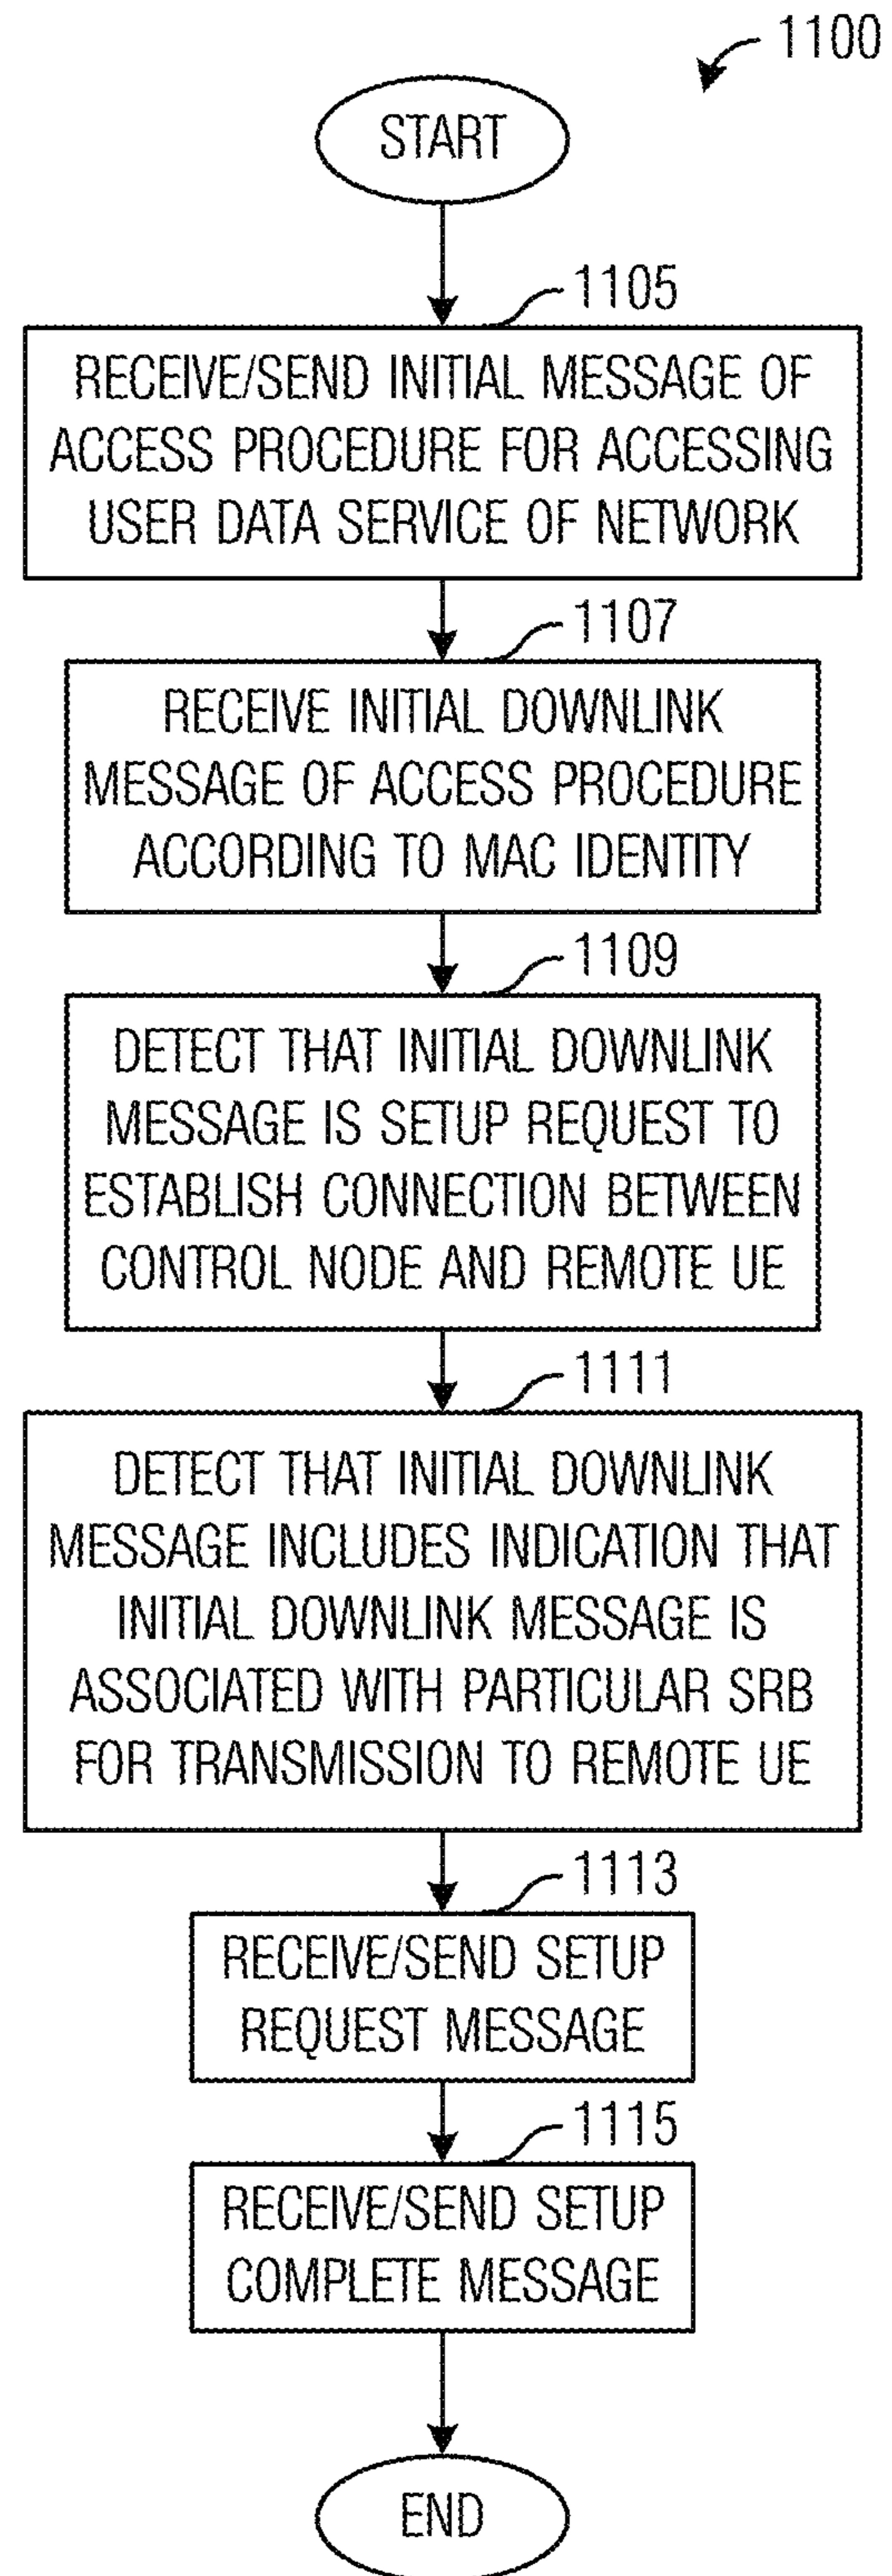 1100
START
1105
RECEIVE/SEND INITIAL MESSAGE OF
ACCESS PROCEDURE FOR ACCESSING
USER DATA SERVICE OF NETWORK
1107
RECEIVE INITIAL DOWNLINK
MESSAGE OF ACCESS PROCEDURE
ACCORDING TO MAC IDENTITY
1109
DETECT THAT INITIAL DOWNLINK
MESSAGE IS SETUP REQUEST TO
ESTABLISH CONNECTION BETWEEN
CONTROL NODE AND REMOTE UE
1111
DETECT THAT INITIAL DOWNLINK
MESSAGE INCLUDES INDICATION THAT
INITIAL DOWNLINK MESSAGE IS
ASSOCIATED WITH PARTICULAR SRB
FOR TRANSMISSION TO REMOTE UE
1113
RECEIVE/SEND SETUP
REQUEST MESSAGE
1115
RECEIVE/SEND SETUP
COMPLETE MESSAGE
END